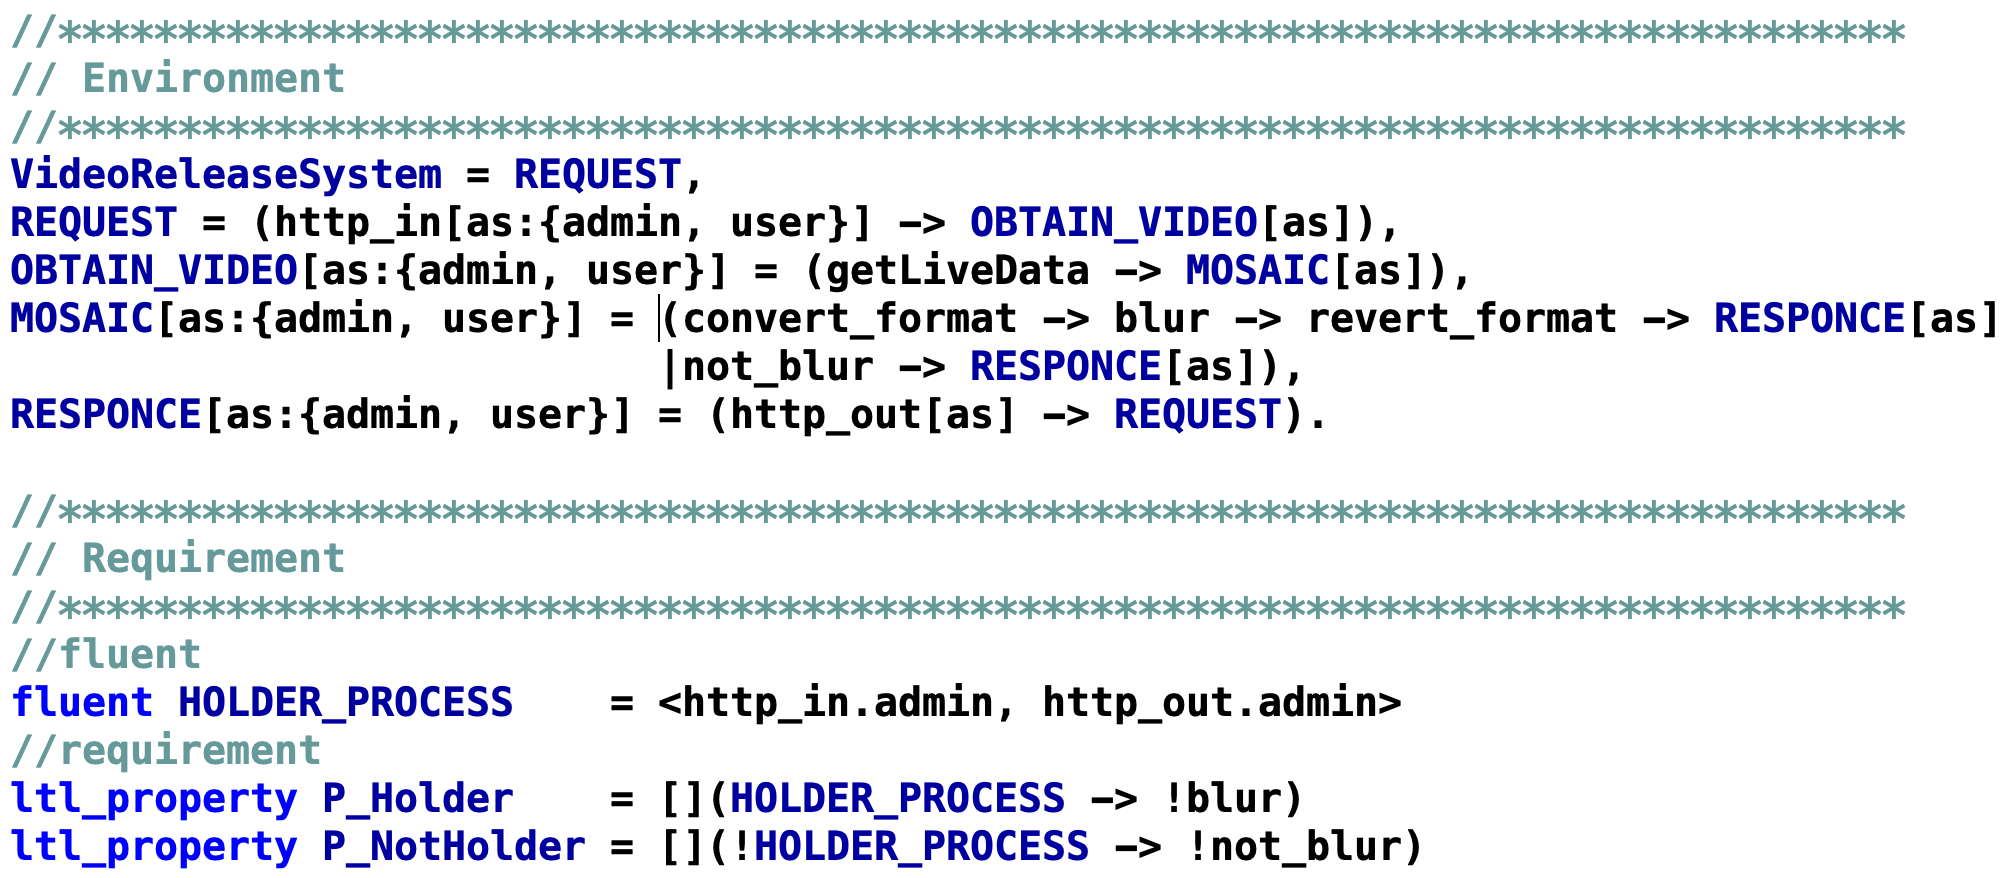 //*****************************************************************************
// Environment
//*****************************************************************************
VideoReleaseSystem = REQUEST,
REQUEST = (http_in[as:{admin, user}] -> OBTAIN_VIDEO[as]),
OBTAIN_VIDEO[as:{admin, user}] = (getLiveData -> MOSAIC[as]),
MOSAIC[as:{admin, user}] = (convert_format -> blur -> revert_format -> RESPONCE[as]
|not_blur -> RESPONCE[as]),
RESPONCE[as:{admin, user}] = (http_out[as] -> REQUEST).
//*****************************************************************************
// Requirement
//*****************************************************************************
//fluent
fluent HOLDER_PROCESS    = <http_in.admin, http_out.admin>
//requirement
ltl_property P_Holder    = [](HOLDER_PROCESS -> !blur)
ltl_property P_NotHolder = [](!HOLDER_PROCESS -> !not_blur)